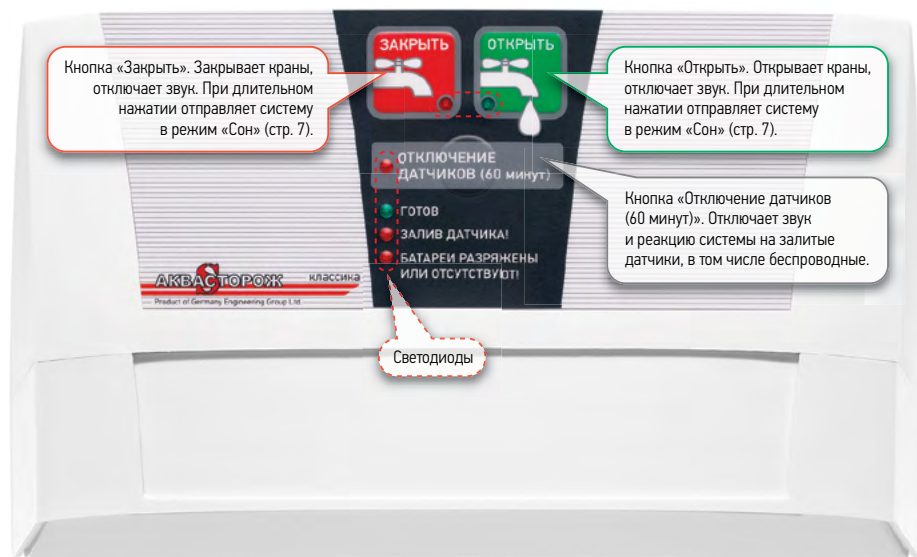 ЗАКРЫТЬ
ОТКРЫТЬ
Кнопка «Закрыть». Закрывает краны,
отключает звук. При длительном
нажатии отправляет систему
в режим «Сон» (стр. 7).
Кнопка «Открыть». Открывает краны,
отключает звук. При длительном
нажатии отправляет систему
в режим «Сон» (стр. 7).
ОТКЛЮЧЕНИЕ
ДАТЧИКОВ (60 минут)
Кнопка «Отключение датчиков
(60 минут)». Отключает звук
и реакцию системы на залитые
датчики, в том числе беспроводные.
ГОТОВ
ЗАЛИВ ДАТЧИКА!
БАТАРЕИ РАЗРЯЖЕНЫ
ИЛИ ОТСУТСТВУЮТ!
АКВАСТОРОЖ классика
Product of Germany Engineering Group Ltd.
Светодиоды